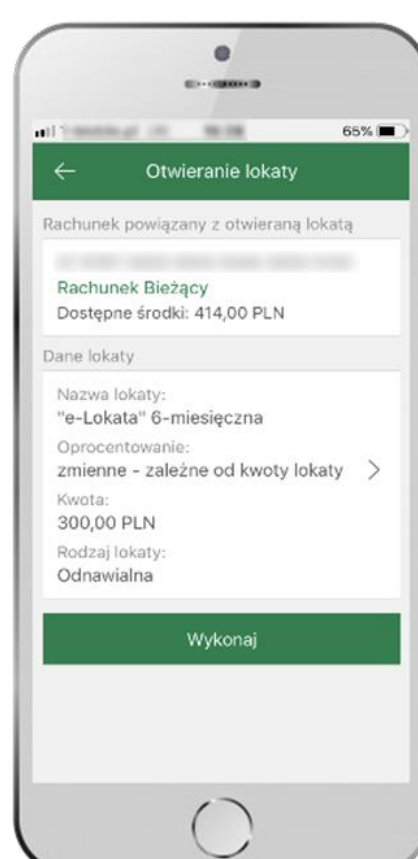 65%
Otwieranie lokaty
Rachunek powiązany z otwieraną lokatą
Rachunek Bieżący
Dostępne środki: 414,00 PLN
Dane lokaty
Nazwa lokaty:
"e-Lokata" 6-miesięczna
Oprocentowanie:
zmienne - zależne od kwoty lokaty
Kwota:
300,00 PLN
Rodzaj lokaty:
Odnawialna
Wykonaj